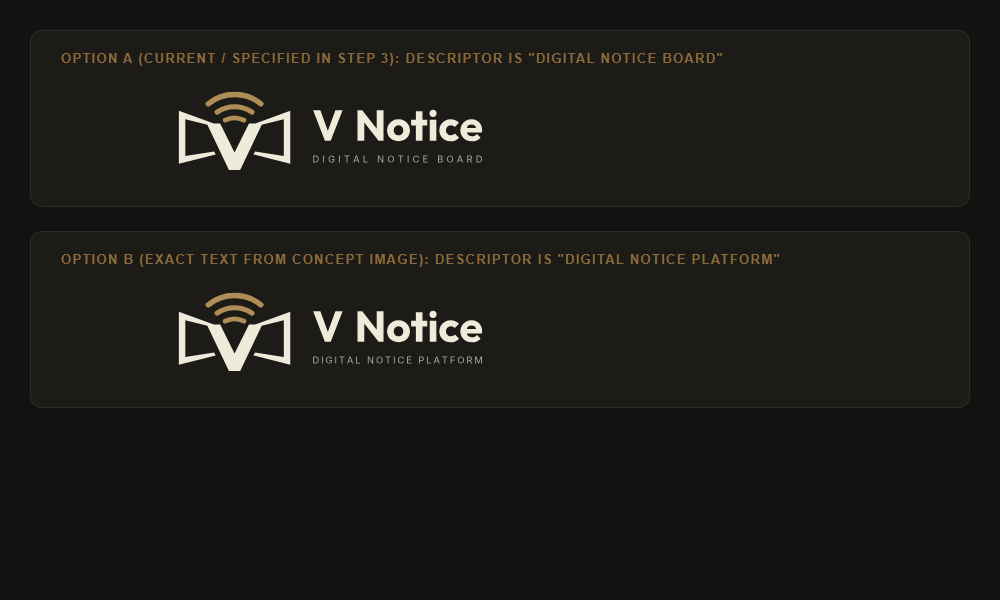 OPTION A (CURRENT / SPECIFIED IN STEP 3): DESCRIPTOR IS "DIGITAL NOTICE BOARD"
V Notice
DIGITAL NOTICE BOARD
OPTION B (EXACT TEXT FROM CONCEPT IMAGE): DESCRIPTOR IS "DIGITAL NOTICE PLATFORM"
V Notice
DIGITAL NOTICE PLATFORM